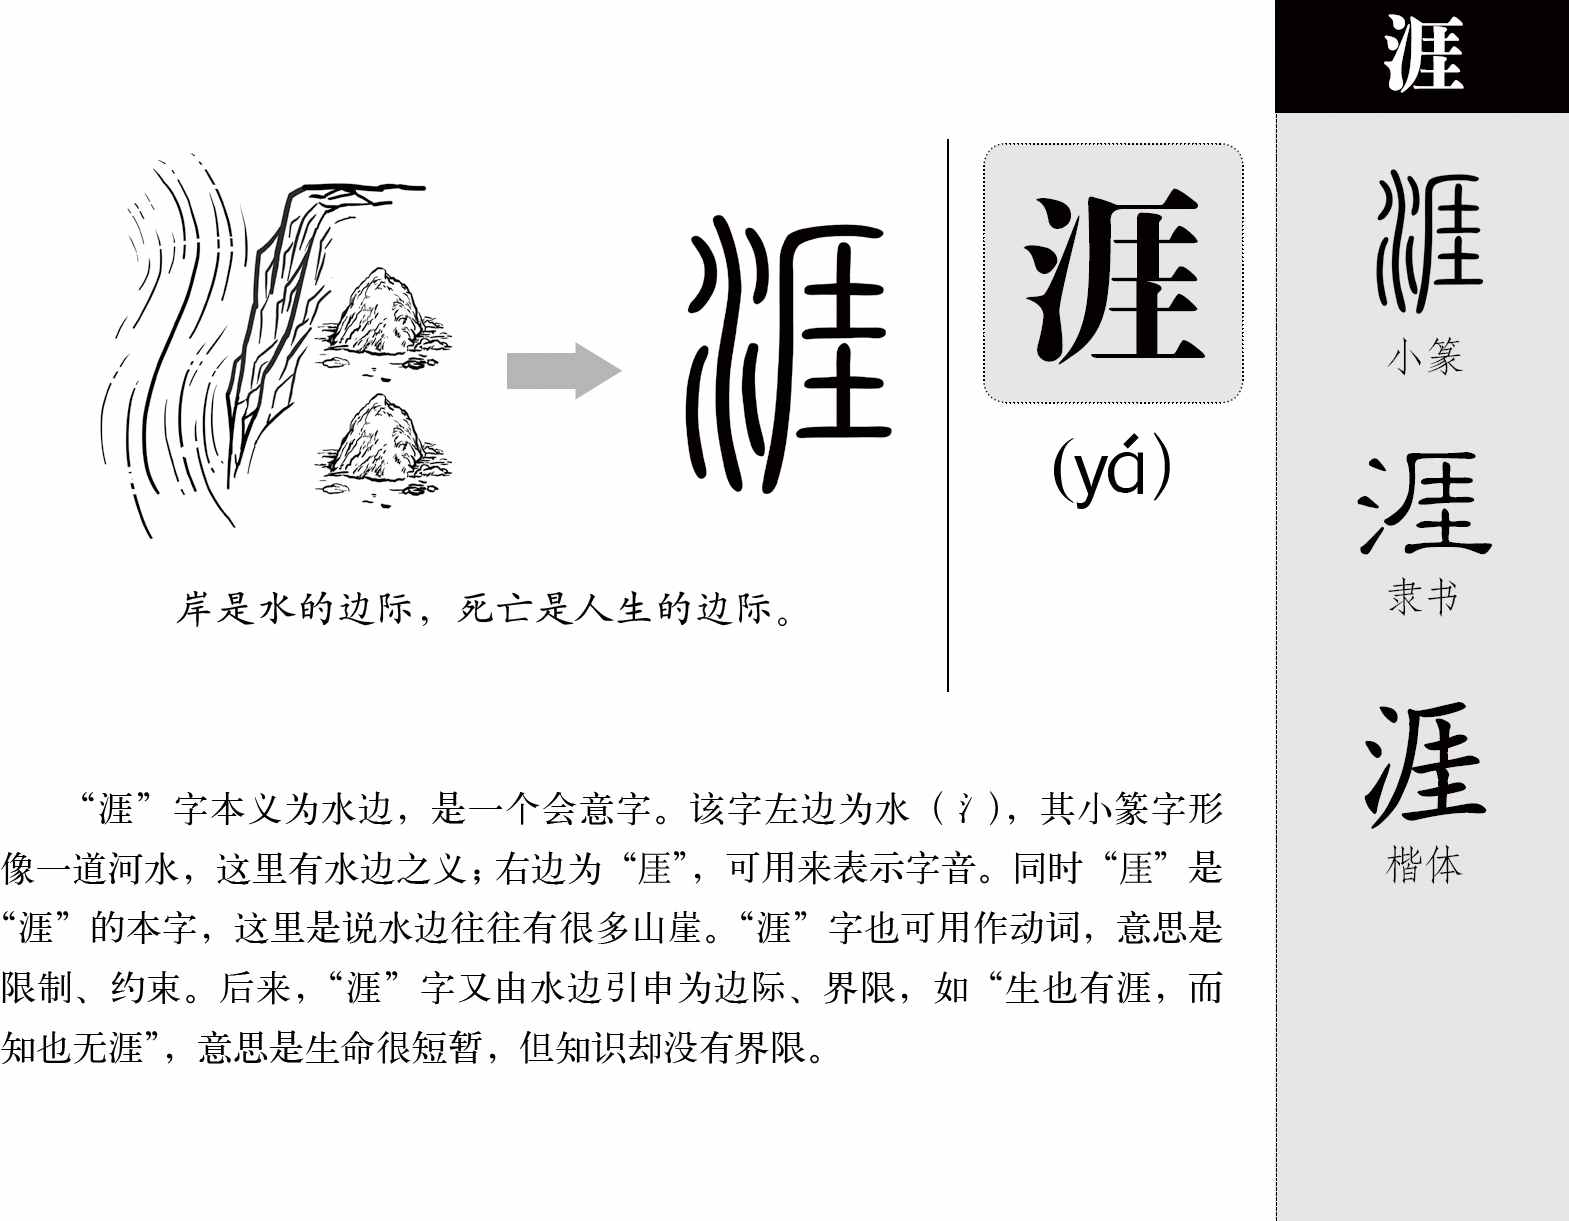 涯
涯
涯
(yá)
岸是水的边际，死亡是人生的边际。
“涯”字本义为水边，是一个会意字。该字左边为水（氵），其小篆字形
像一道河水，这里有水边之义；右边为“厓”，可用来表示字音。同时“厓”是
“涯”的本字，这里是说水边往往有很多山崖。“涯”字也可用作动词，意思是
限制、约束。后来，“涯”字又由水边引申为边际、界限，如“生也有涯，而
知也无涯”，意思是生命很短暂，但知识却没有界限。
涯
小篆
涯
隶书
涯
楷体